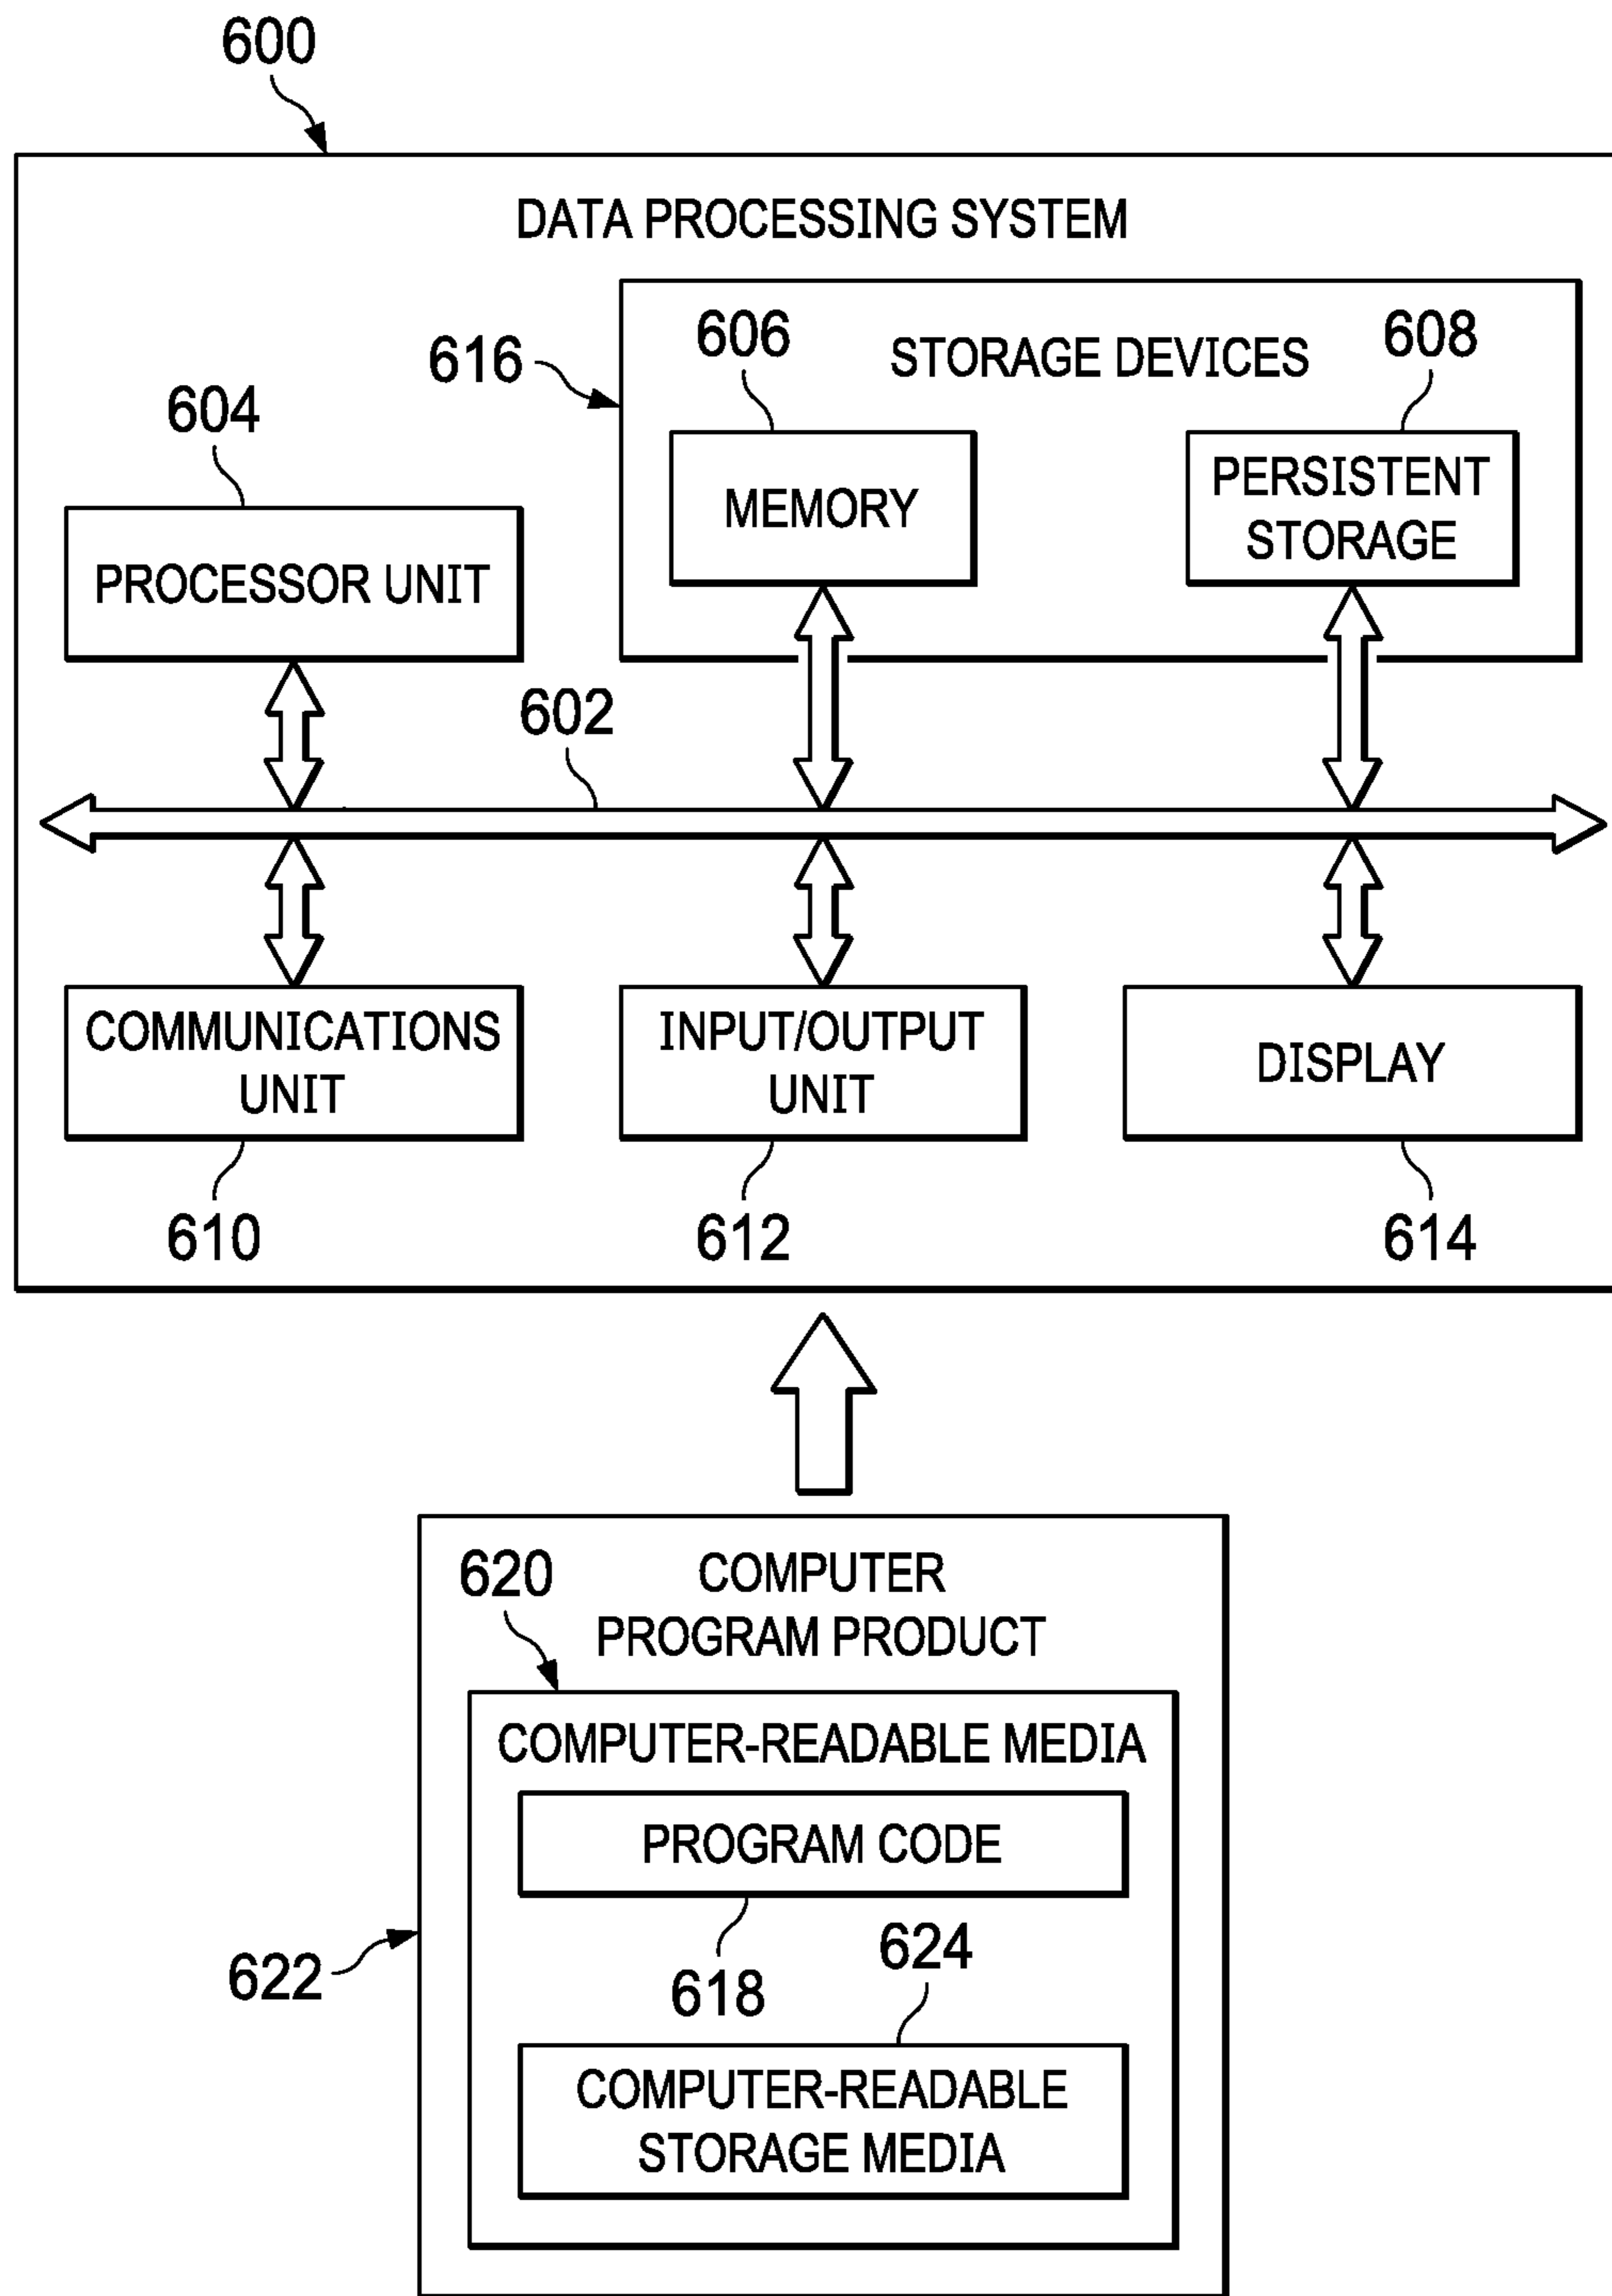 600
DATA PROCESSING SYSTEM
616
606
STORAGE DEVICES
608
604
MEMORY
PERSISTENT
STORAGE
PROCESSOR UNIT
602
COMMUNICATIONS
UNIT
INPUT/OUTPUT
UNIT
DISPLAY
610
612
614
620
COMPUTER
PROGRAM PRODUCT
COMPUTER-READABLE MEDIA
PROGRAM CODE
622
618
624
COMPUTER-READABLE
STORAGE MEDIA